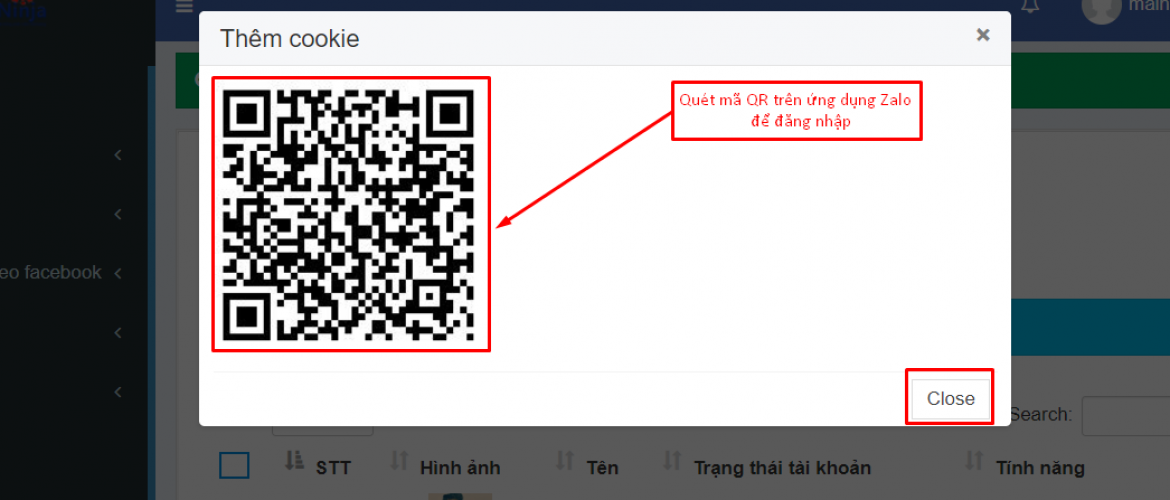 main
Thêm cookie
×
Quét mã QR trên ứng dụng Zalo
để đăng nhập
eo facebook
Close
Search:
STT
Hình ảnh
Tên
Trạng thái tài khoản
Tính năng